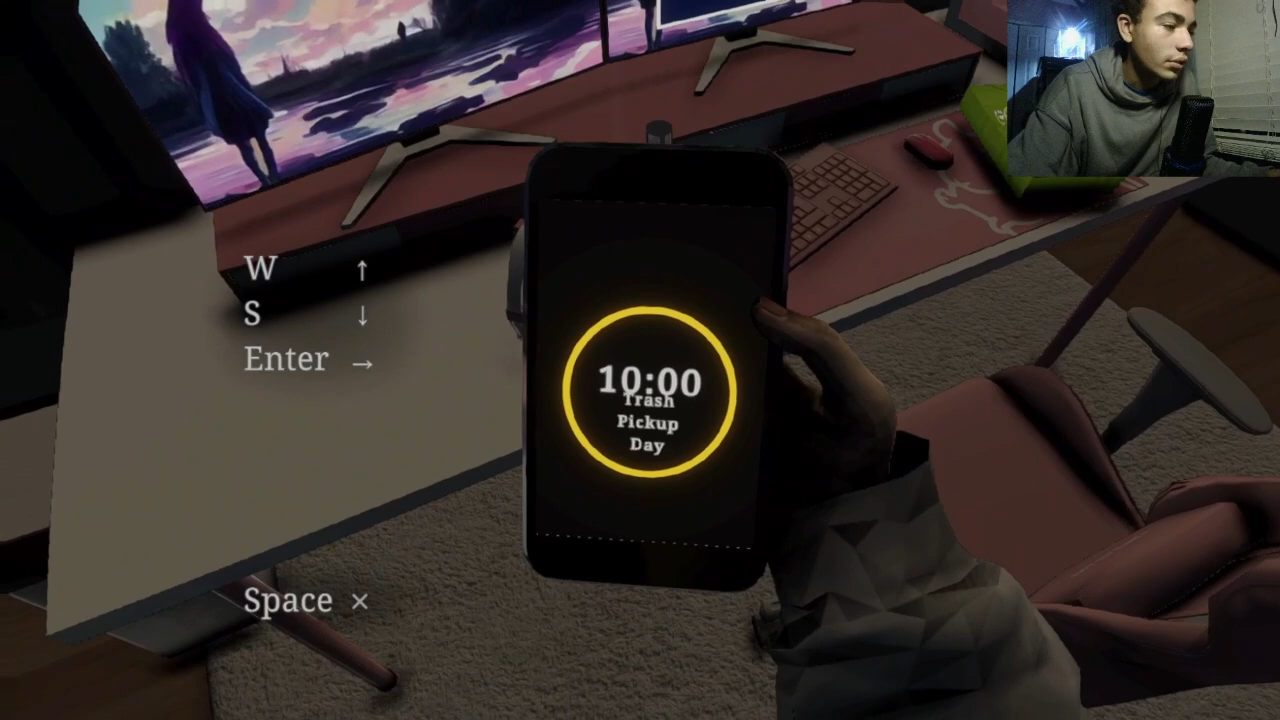 W ↑
S ↓
Enter →
10:00
Trash
Pickup
Day
Space ×